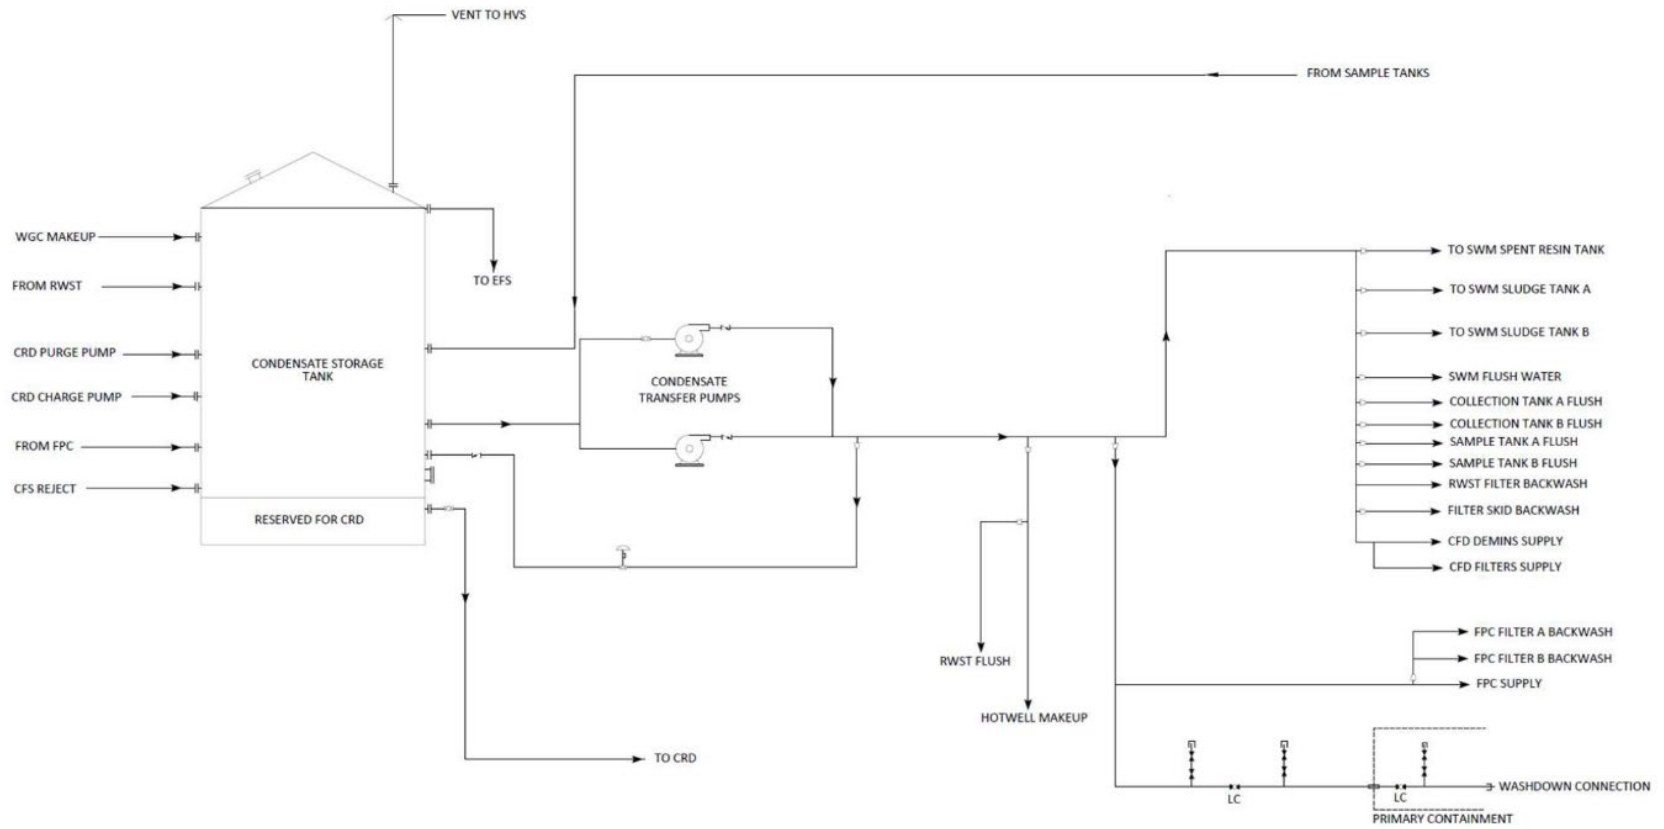 VENT TO HVS
FROM SAMPLE TANKS
WGC MAKEUP
FROM RWST
CRD PURGE PUMP
CRD CHARGE PUMP
FROM FPC
CFS REJECT
CONDENSATE STORAGE
TANK
RESERVED FOR CRD
TO EFS
CONDENSATE
TRANSFER PUMPS
TO CRD
RWST FLUSH
HOTWELL MAKEUP
TO SWM SPENT RESIN TANK
TO SWM SLUDGE TANK A
TO SWM SLUDGE TANK B
SWM FLUSH WATER
COLLECTION TANK A FLUSH
COLLECTION TANK B FLUSH
SAMPLE TANK A FLUSH
SAMPLE TANK B FLUSH
RWST FILTER BACKWASH
FILTER SKID BACKWASH
CFD DEMINS SUPPLY
CFD FILTERS SUPPLY
FPC FILTER A BACKWASH
FPC FILTER B BACKWASH
FPC SUPPLY
WASHDOWN CONNECTION
LC
LC
PRIMARY CONTAINMENT